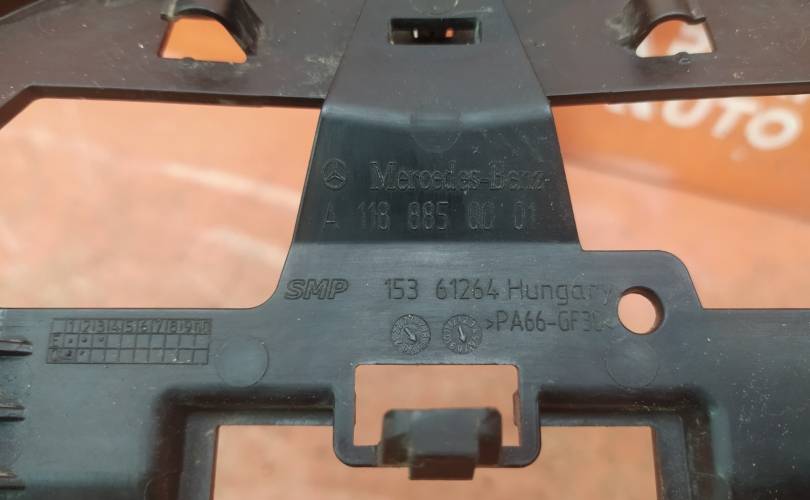 AUTO
Mercedes-Benz
A 118 885 00 01
SMP 153 61264 Hungary
>PA66-GF30<
1 2 3 4 5 6 7 8 9 10